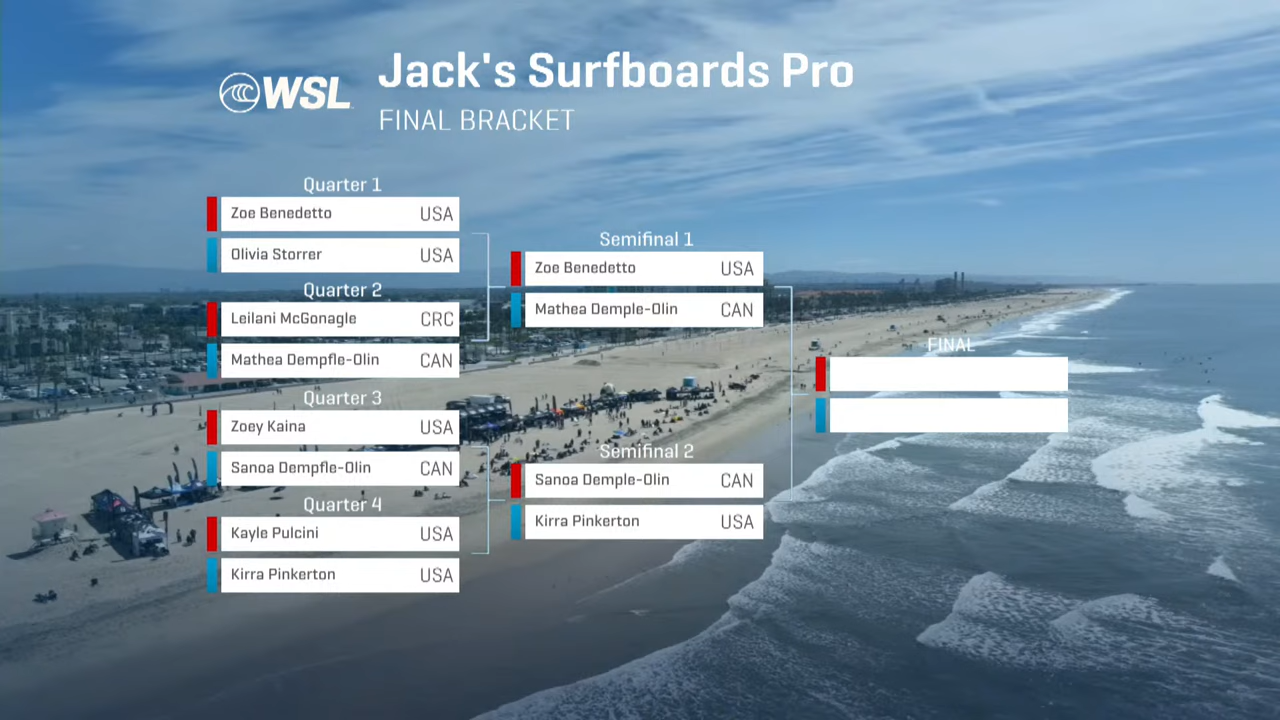 WSL
Jack's Surfboards Pro
FINAL BRACKET
Quarter 1
Zoe Benedetto USA
Olivia Storrer USA
Quarter 2
Leilani McGonagle CRC
Mathea Dempfle-Olin CAN
Quarter 3
Zoey Kaina USA
Sanoa Dempfle-Olin CAN
Quarter 4
Kayle Pulcini USA
Kirra Pinkerton USA
Semifinal 1
Zoe Benedetto USA
Mathea Demple-Olin CAN
Semifinal 2
Sanoa Demple-Olin CAN
Kirra Pinkerton USA
FINAL